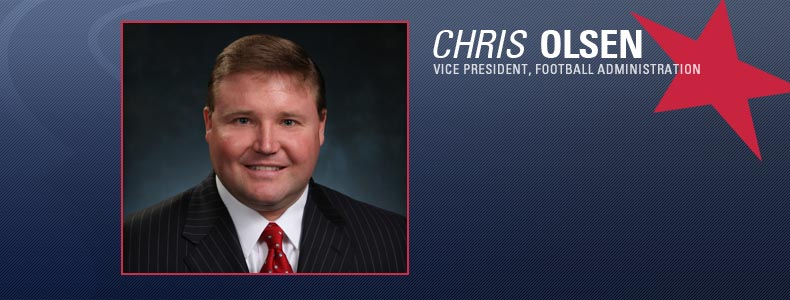 CHRIS OLSEN
VICE PRESIDENT, FOOTBALL ADMINISTRATION